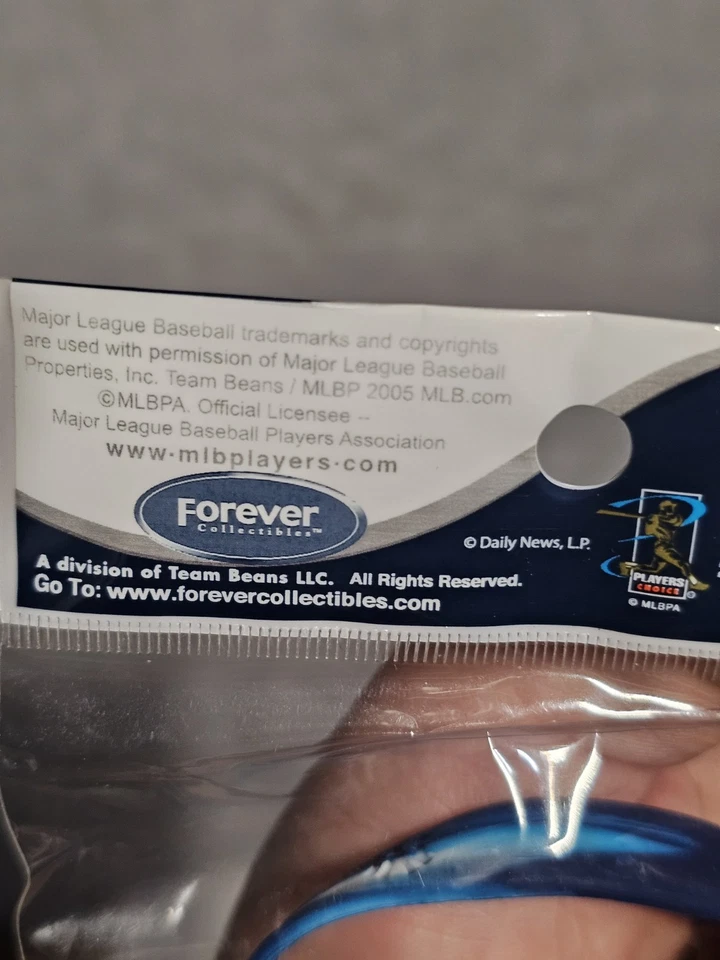 Major League Baseball trademarks and copyrights
are used with permission of Major League Baseball
Properties, Inc. Team Beans / MLBP 2005 MLB.com
©MLBPA. Official Licensee --
Major League Baseball Players Association
www·mlbplayers·com
Forever
Collectibles™
© Daily News, L.P.
A division of Team Beans LLC. All Rights Reserved.
Go To: www.forevercollectibles.com
PLAYERS
CHOICE ®
© MLBPA